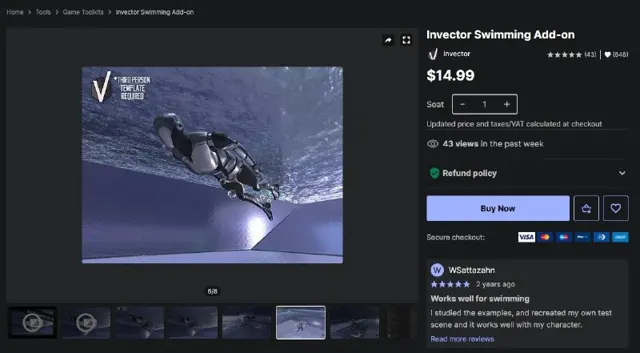 Home > Tools > Game Toolkits > Invector Swimming Add-on
*THIRD PERSON
TEMPLATE
REQUIRED
6/8
Invector Swimming Add-on
Invector
(43) | (648)
$14.99
Seat - 1 +
Updated price and taxes/VAT calculated at checkout
43 views in the past week
Refund policy
Buy Now
Secure checkout: VISA
W WSattazahn
2 years ago
Works well for swimming
I studied the examples, and recreated my own test
scene and it works well with my character.
Read more reviews